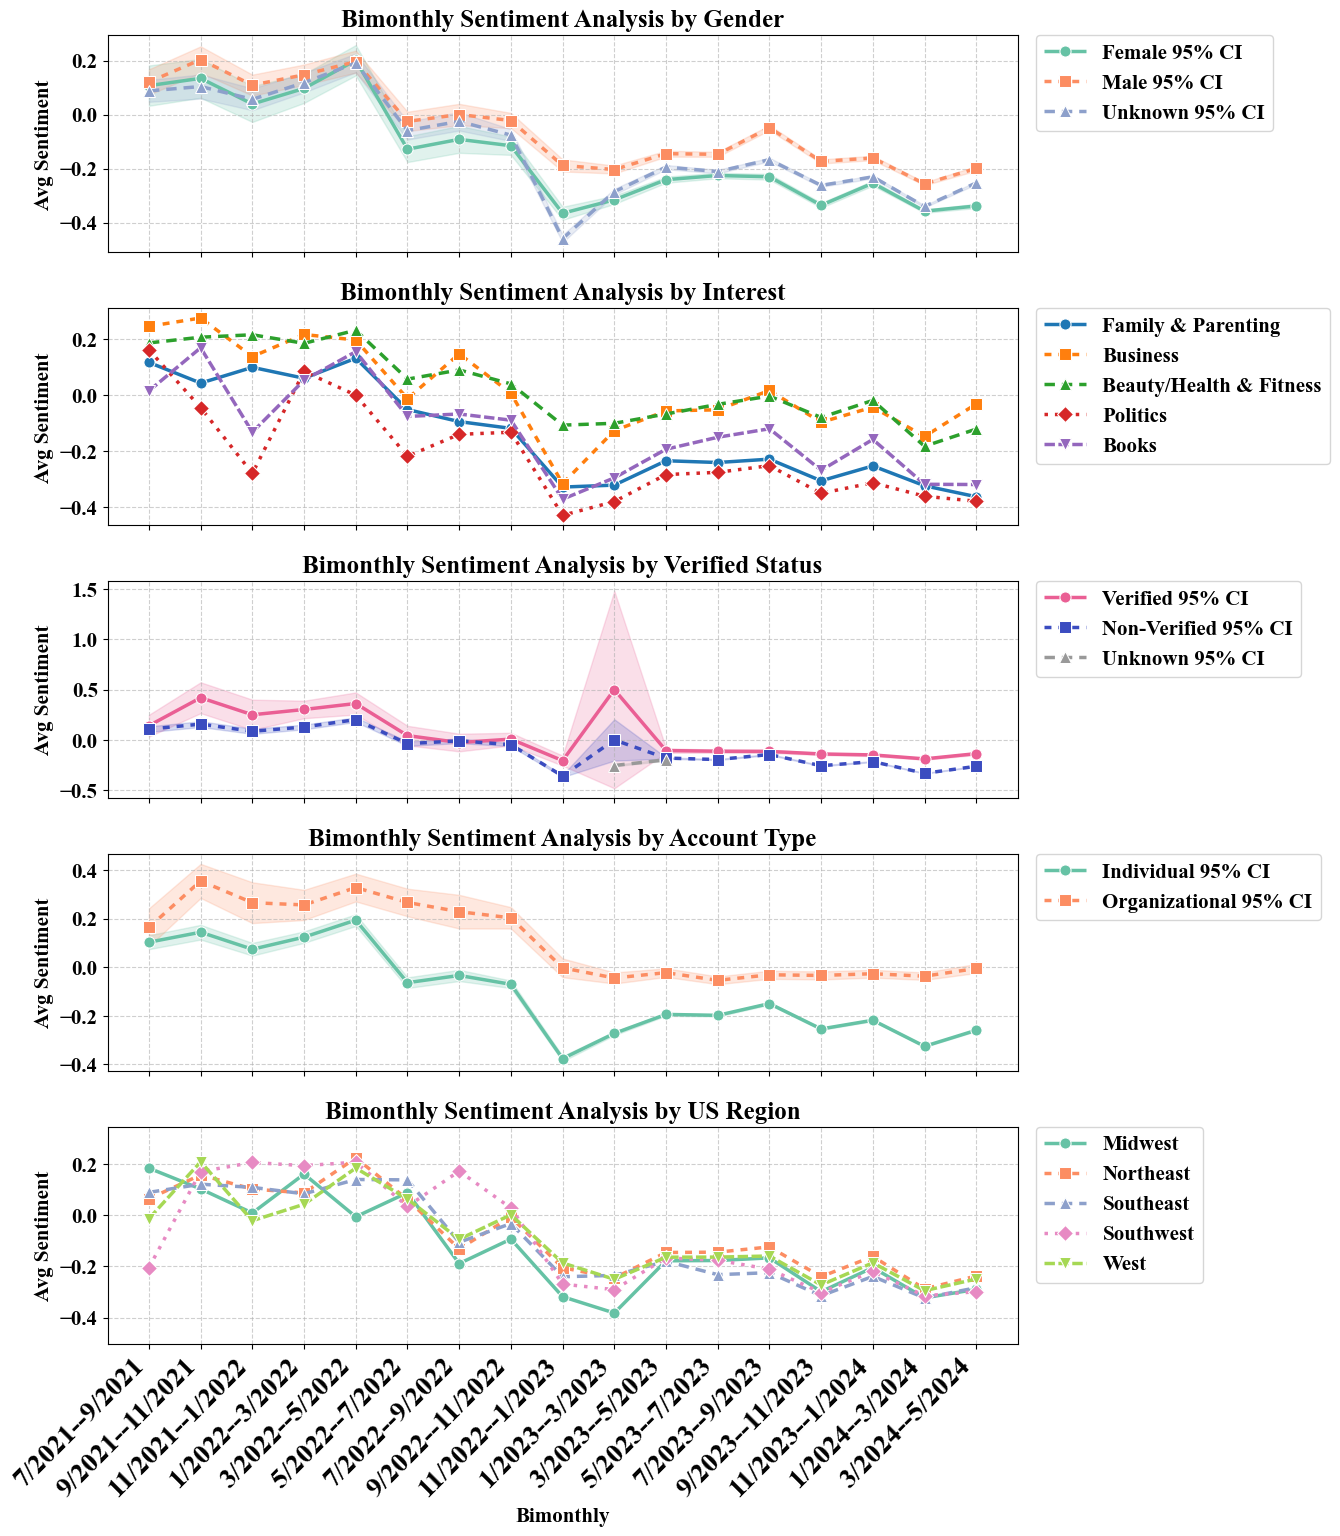 Bimonthly Sentiment Analysis by Gender
Avg Sentiment
0.2
0.0
−0.2
−0.4
Female 95% CI
Male 95% CI
Unknown 95% CI
Bimonthly Sentiment Analysis by Interest
Avg Sentiment
0.2
0.0
−0.2
−0.4
Family & Parenting
Business
Beauty/Health & Fitness
Politics
Books
Bimonthly Sentiment Analysis by Verified Status
Avg Sentiment
1.5
1.0
0.5
0.0
−0.5
Verified 95% CI
Non-Verified 95% CI
Unknown 95% CI
Bimonthly Sentiment Analysis by Account Type
Avg Sentiment
0.4
0.2
0.0
−0.2
−0.4
Individual 95% CI
Organizational 95% CI
Bimonthly Sentiment Analysis by US Region
Avg Sentiment
0.2
0.0
−0.2
−0.4
Midwest
Northeast
Southeast
Southwest
West
7/2021--9/2021
9/2021--11/2021
11/2021--1/2022
1/2022--3/2022
3/2022--5/2022
5/2022--7/2022
7/2022--9/2022
9/2022--11/2022
11/2022--1/2023
1/2023--3/2023
3/2023--5/2023
5/2023--7/2023
7/2023--9/2023
9/2023--11/2023
11/2023--1/2024
1/2024--3/2024
3/2024--5/2024
Bimonthly